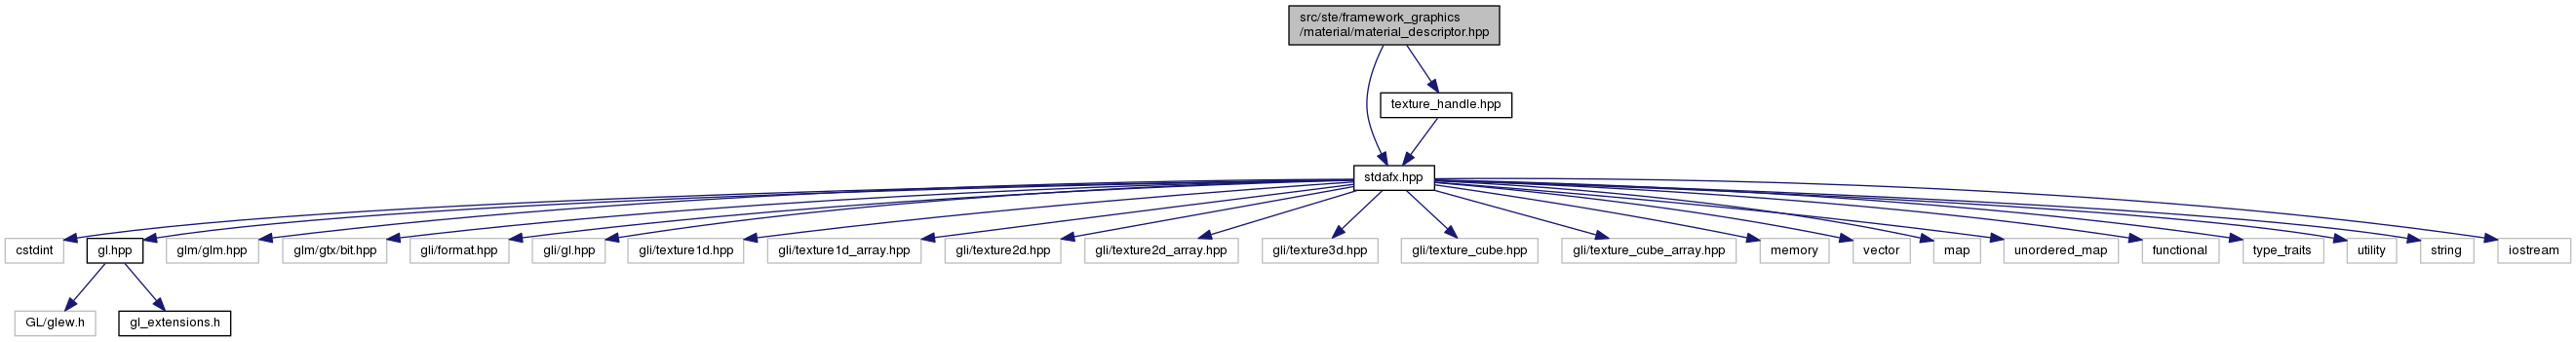 src/ste/framework_graphics
/material/material_descriptor.hpp
texture_handle.hpp
stdafx.hpp
cstdint
gl.hpp
glm/glm.hpp
glm/gtx/bit.hpp
gli/format.hpp
gli/gl.hpp
gli/texture1d.hpp
gli/texture1d_array.hpp
gli/texture2d.hpp
gli/texture2d_array.hpp
gli/texture3d.hpp
gli/texture_cube.hpp
gli/texture_cube_array.hpp
memory
vector
map
unordered_map
functional
type_traits
utility
string
iostream
GL/glew.h
gl_extensions.h